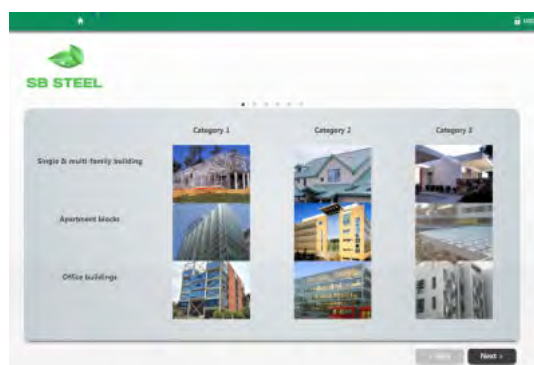 SB STEEL
Category 1 Category 2 Category 3
Single & multi-family building
Apartment blocks
Office buildings
Next ›